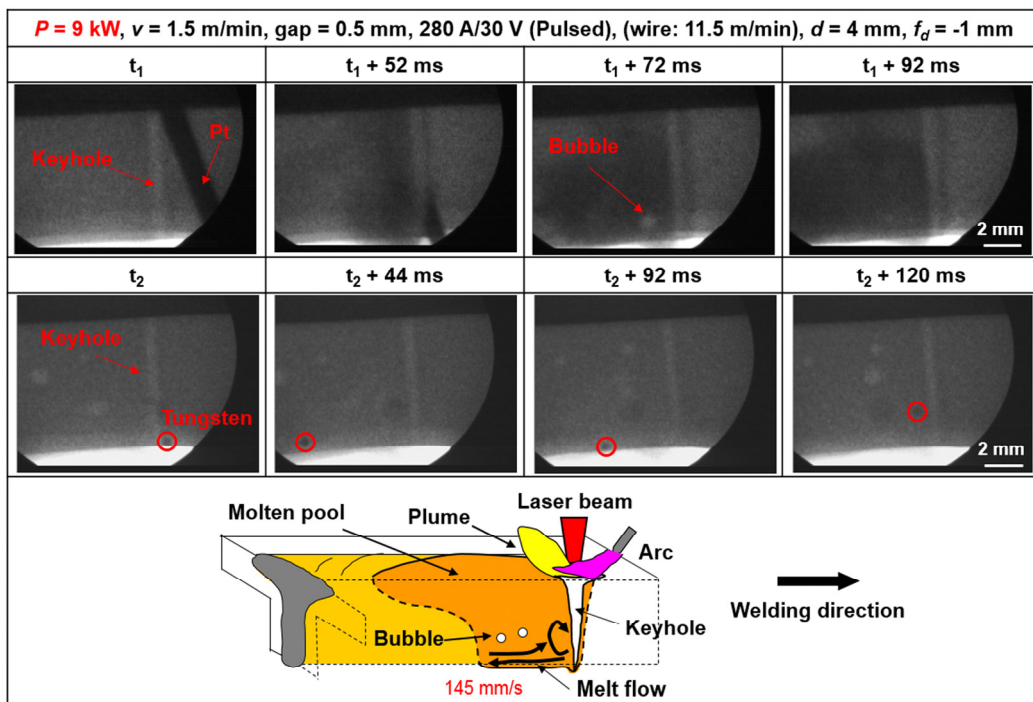 P = 9 kW, v = 1.5 m/min, gap = 0.5 mm, 280 A/30 V (Pulsed), (wire: 11.5 m/min), d = 4 mm, f_d = -1 mm
t₁
t₁ + 52 ms
t₁ + 72 ms
t₁ + 92 ms
Keyhole
Pt
Bubble
2 mm
t₂
t₂ + 44 ms
t₂ + 92 ms
t₂ + 120 ms
Keyhole
Tungsten
2 mm
Laser beam
Molten pool
Plume
Arc
Welding direction
Keyhole
Bubble
145 mm/s
Melt flow